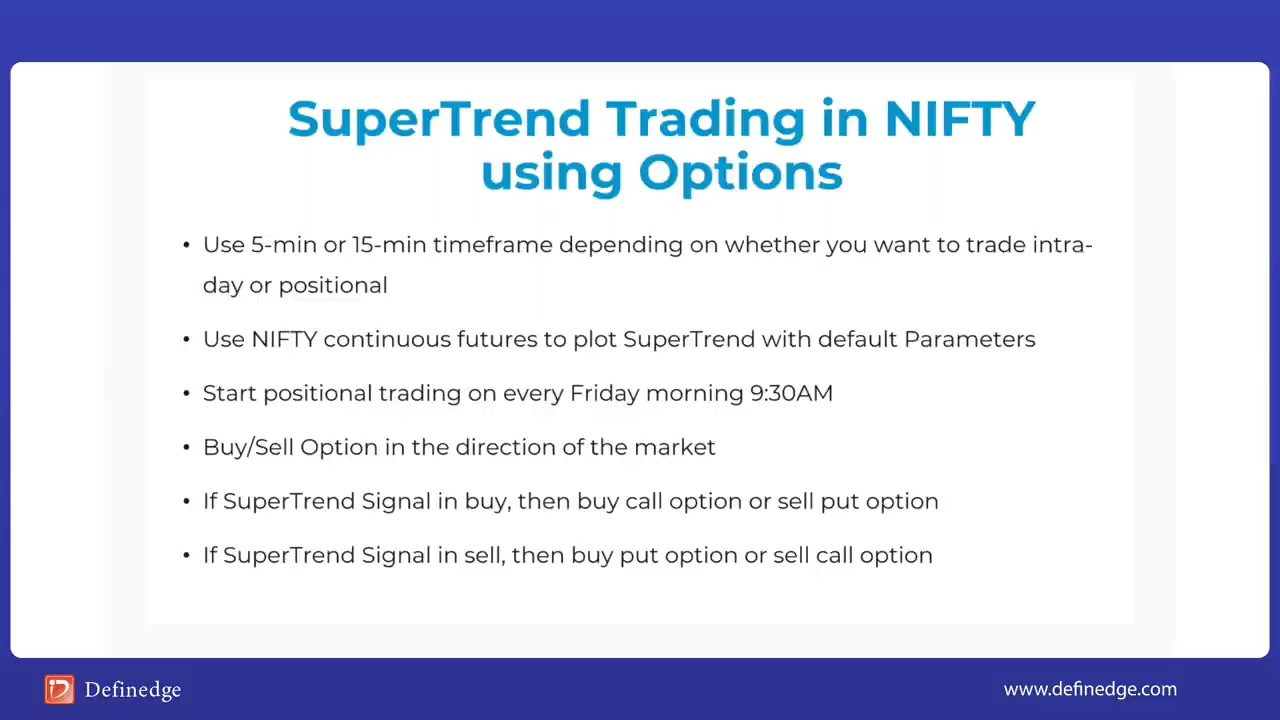 SuperTrend Trading in NIFTY
using Options
• Use 5-min or 15-min timeframe depending on whether you want to trade intra-
day or positional
• Use NIFTY continuous futures to plot SuperTrend with default Parameters
• Start positional trading on every Friday morning 9:30AM
• Buy/Sell Option in the direction of the market
• If SuperTrend Signal in buy, then buy call option or sell put option
• If SuperTrend Signal in sell, then buy put option or sell call option
Definedge
www.definedge.com